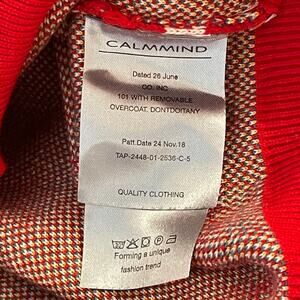 CALMMIND
Dated 26 June
CO. INC
101 WITH REMOVABLE
OVERCOAT. DONTDOITANY
Patt.Date 24 Nov.18
TAP-2448-01-2536-C-5
QUALITY CLOTHING
Forming a unique
fashion trend